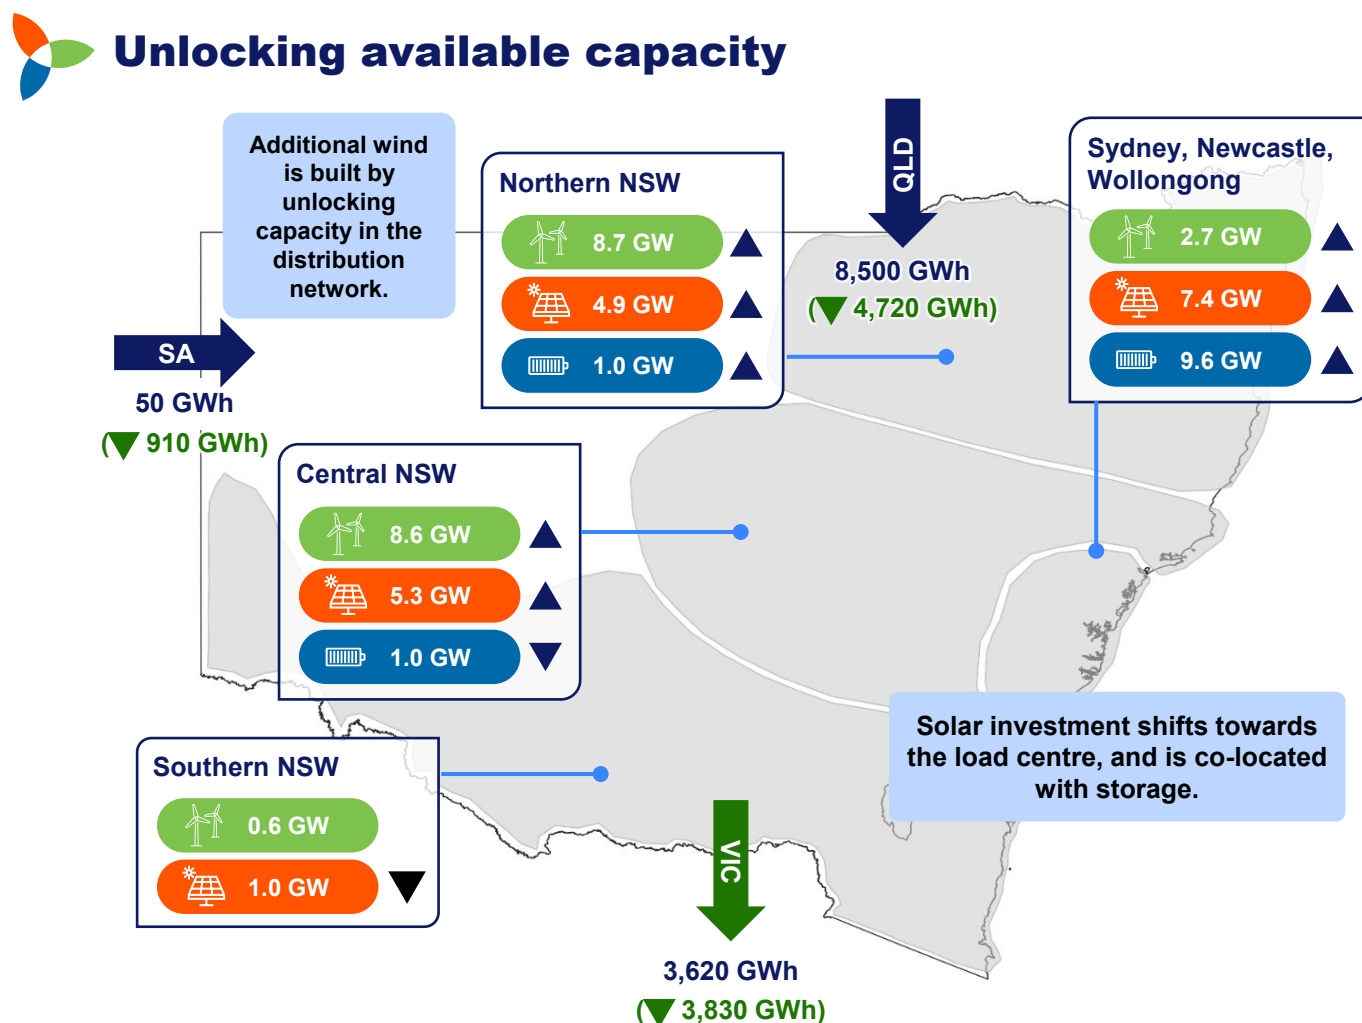 Unlocking available capacity
Additional wind
is built by
unlocking
capacity in the
distribution
network.
Northern NSW
8.7 GW
4.9 GW
1.0 GW
QLD
8,500 GWh
(▼ 4,720 GWh)
Sydney, Newcastle,
Wollongong
2.7 GW
7.4 GW
9.6 GW
SA
50 GWh
(▼ 910 GWh)
Central NSW
8.6 GW
5.3 GW
1.0 GW
Southern NSW
0.6 GW
1.0 GW
Solar investment shifts towards
the load centre, and is co-located
with storage.
VIC
3,620 GWh
(▼ 3,830 GWh)